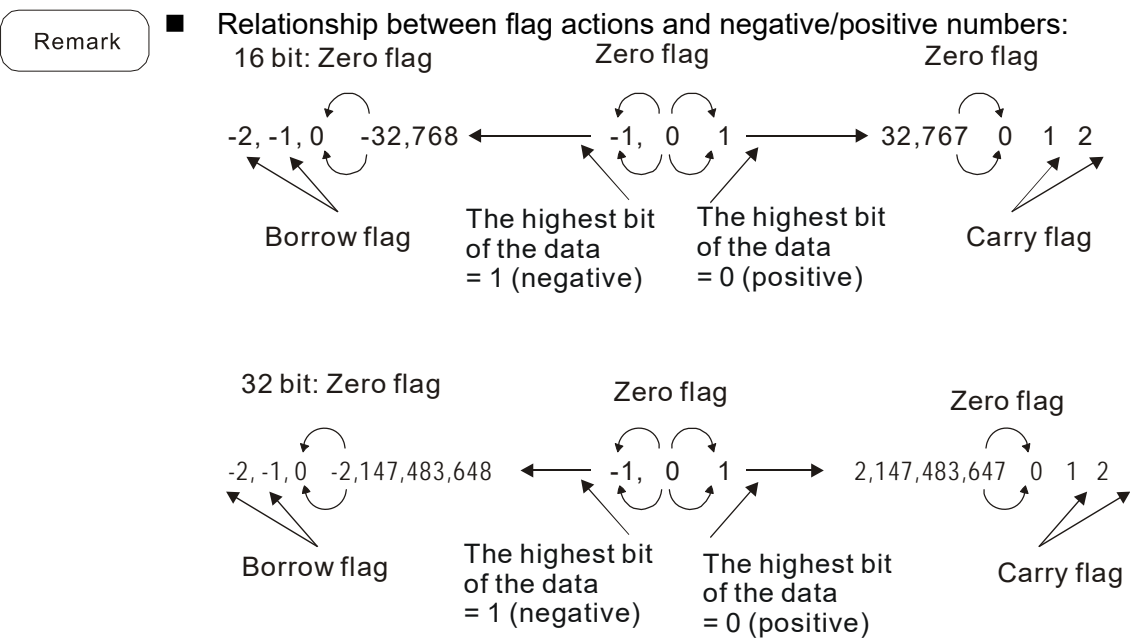 Remark
■ Relationship between flag actions and negative/positive numbers:
16 bit: Zero flag Zero flag Zero flag
-2, -1, 0 -32,768 -1, 0 1 32,767 0 1 2
Borrow flag
The highest bit
of the data
= 1 (negative)
The highest bit
of the data
= 0 (positive)
Carry flag
32 bit: Zero flag Zero flag Zero flag
-2, -1, 0 -2,147,483,648 -1, 0 1 2,147,483,647 0 1 2
Borrow flag
The highest bit
of the data
= 1 (negative)
The highest bit
of the data
= 0 (positive)
Carry flag